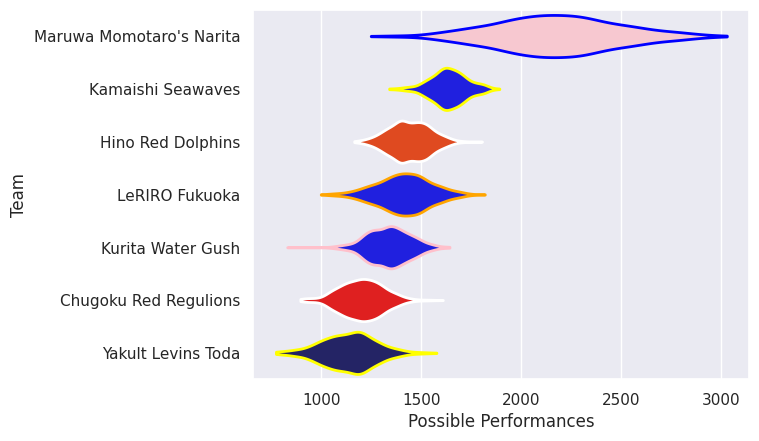 Maruwa Momotaro's Narita
Kamaishi Seawaves
Hino Red Dolphins
LeRIRO Fukuoka
Kurita Water Gush
Chugoku Red Regulions
Yakult Levins Toda
Team
1000 1500 2000 2500 3000
Possible Performances